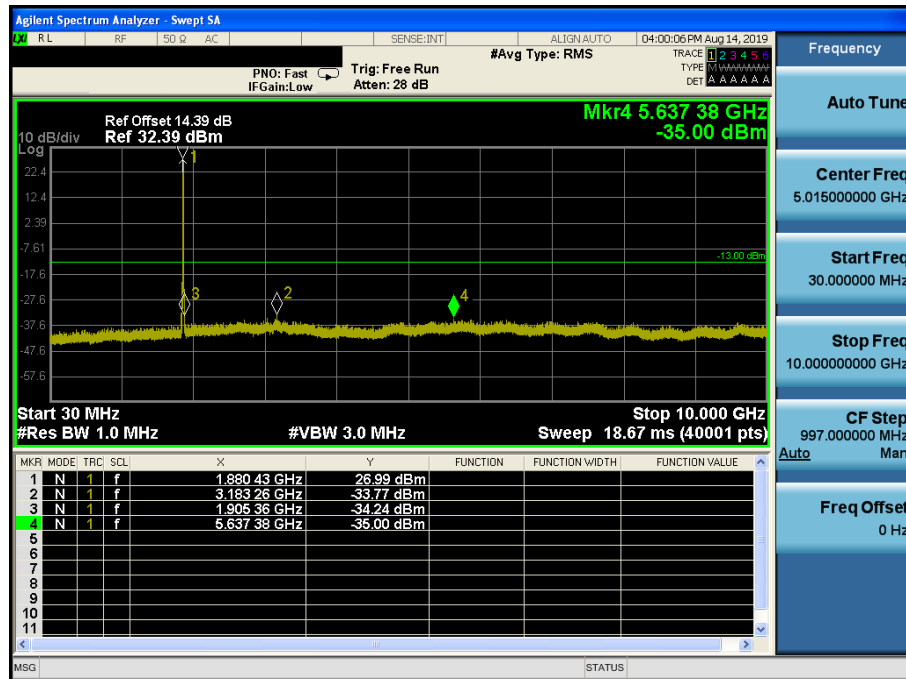 Agilent Spectrum Analyzer - Swept SA
LXI RL RF 50 Ω AC SENSE:INT ALIGN AUTO 04:00:06 PM Aug 14, 2019
#Avg Type: RMS TRACE 1 2 3 4 5 6
PNO: Fast Trig: Free Run TYPE M W W W W W
IFGain:Low Atten: 28 dB DET A A A A A A
Mkr4 5.637 38 GHz
-35.00 dBm
Ref Offset 14.39 dB
10 dB/div Ref 32.39 dBm
Log
1
22.4
12.4
2.39
-7.61
-13.00 dBm
-17.6
-27.6
3 2 4
-37.6
-47.6
-57.6
Start 30 MHz Stop 10.000 GHz
#Res BW 1.0 MHz #VBW 3.0 MHz Sweep 18.67 ms (40001 pts)
MKR MODE TRC SCL X Y FUNCTION FUNCTION WIDTH FUNCTION VALUE
1 N 1 f 1.880 43 GHz 26.99 dBm
2 N 1 f 3.183 26 GHz -33.77 dBm
3 N 1 f 1.905 36 GHz -34.24 dBm
4 N 1 f 5.637 38 GHz -35.00 dBm
5
6
7
8
9
10
11
MSG STATUS
Frequency
Auto Tune
Center Freq
5.015000000 GHz
Start Freq
30.000000 MHz
Stop Freq
10.000000000 GHz
CF Step
997.000000 MHz
Auto Man
Freq Offset
0 Hz